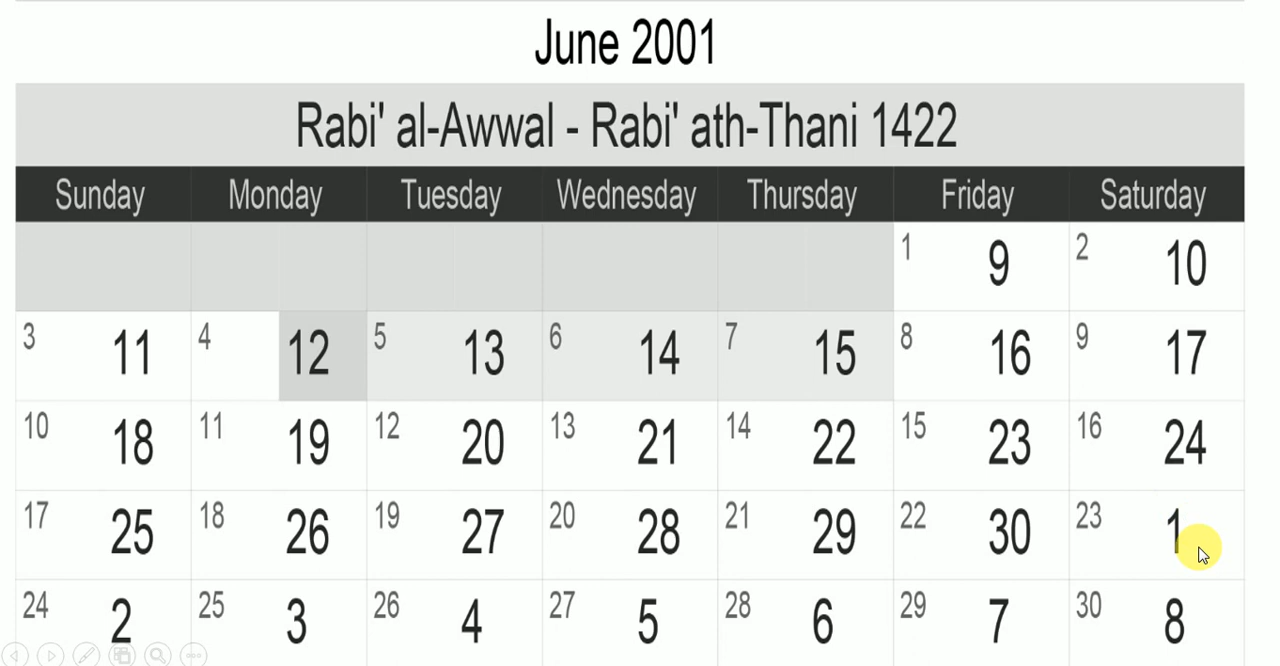 June 2001
Rabi' al-Awwal - Rabi' ath-Thani 1422
Sunday Monday Tuesday Wednesday Thursday Friday Saturday
1 9 2 10
3 11 4 12 5 13 6 14 7 15 8 16 9 17
10 18 11 19 12 20 13 21 14 22 15 23 16 24
17 25 18 26 19 27 20 28 21 29 22 30 23 1
24 2 25 3 26 4 27 5 28 6 29 7 30 8